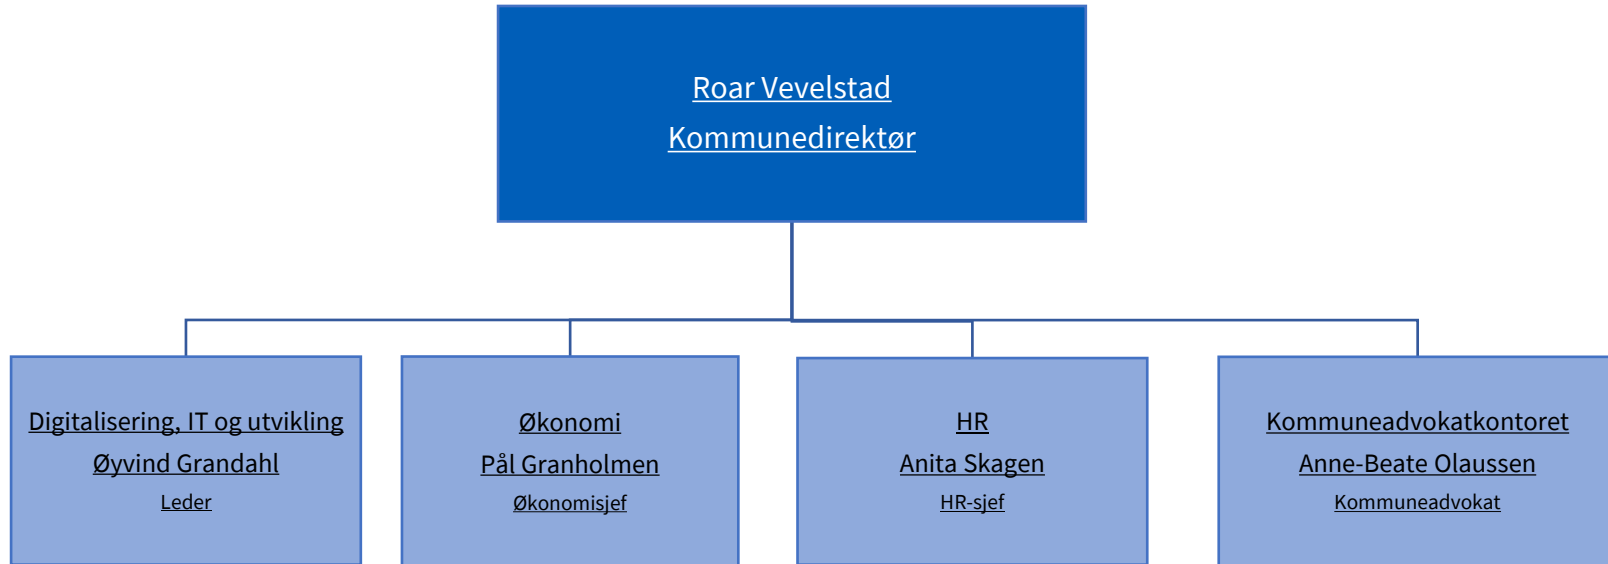 Roar Vevelstad
Kommunedirektør
Digitalisering, IT og utvikling
Øyvind Grandahl
Leder
Økonomi
Pål Granholmen
Økonomisjef
HR
Anita Skagen
HR-sjef
Kommuneadvokatkontoret
Anne-Beate Olaussen
Kommuneadvokat